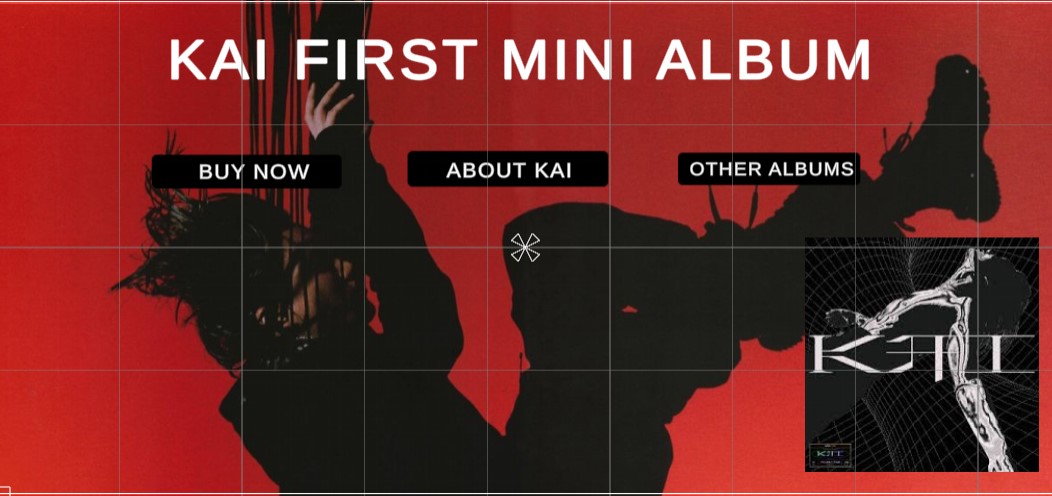 KAI FIRST MINI ALBUM
BUY NOW
ABOUT KAI
OTHER ALBUMS
KAI